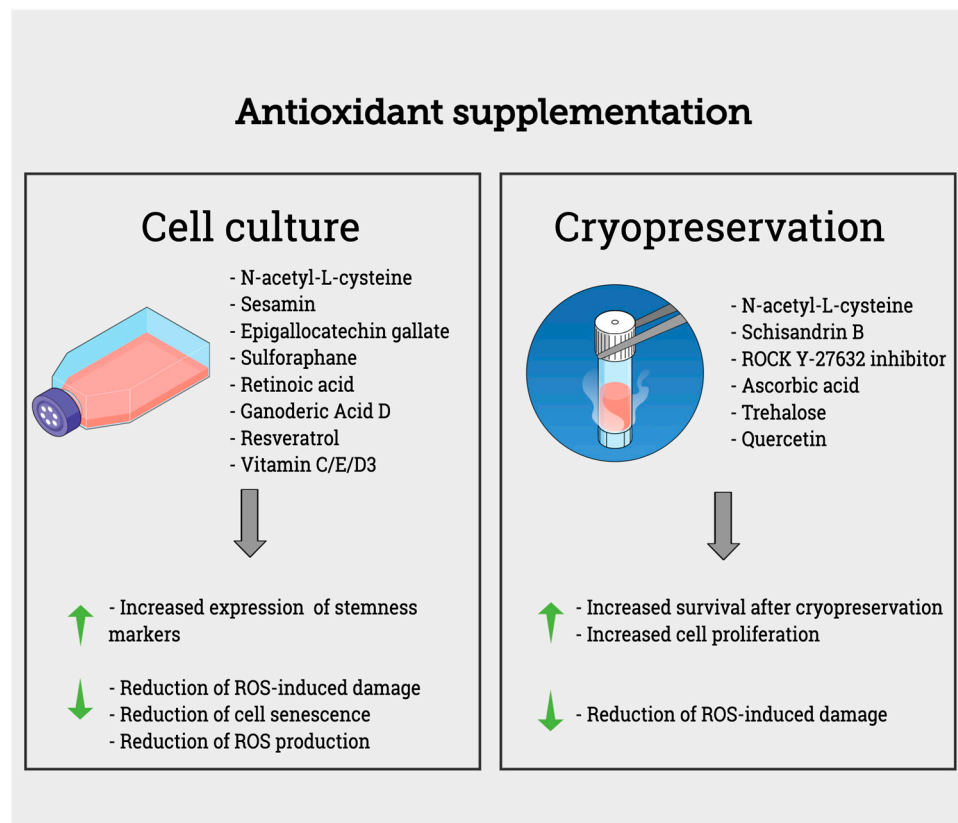 Antioxidant supplementation
Cell culture
- N-acetyl-L-cysteine
- Sesamin
- Epigallocatechin gallate
- Sulforaphane
- Retinoic acid
- Ganoderic Acid D
- Resveratrol
- Vitamin C/E/D3
- Increased expression of stemness
markers
- Reduction of ROS-induced damage
- Reduction of cell senescence
- Reduction of ROS production
Cryopreservation
- N-acetyl-L-cysteine
- Schisandrin B
- ROCK Y-27632 inhibitor
- Ascorbic acid
- Trehalose
- Quercetin
- Increased survival after cryopreservation
- Increased cell proliferation
- Reduction of ROS-induced damage